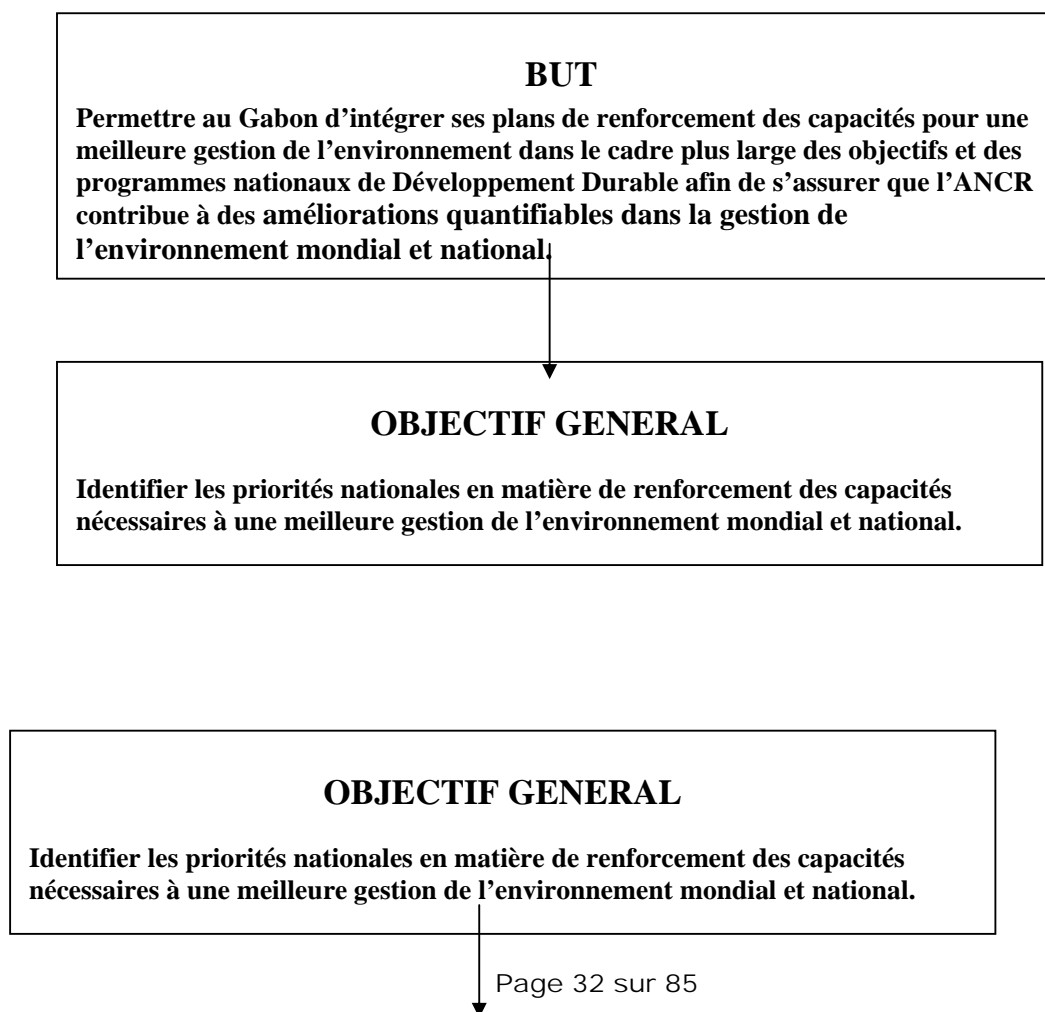 BUT
Permettre au Gabon d’intégrer ses plans de renforcement des capacités pour une
meilleure gestion de l’environnement dans le cadre plus large des objectifs et des
programmes nationaux de Développement Durable afin de s’assurer que l’ANCR
contribue à des améliorations quantifiables dans la gestion de
l’environnement mondial et national.
OBJECTIF GENERAL
Identifier les priorités nationales en matière de renforcement des capacités
nécessaires à une meilleure gestion de l’environnement mondial et national.
OBJECTIF GENERAL
Identifier les priorités nationales en matière de renforcement des capacités
nécessaires à une meilleure gestion de l’environnement mondial et national.
Page 32 sur 85